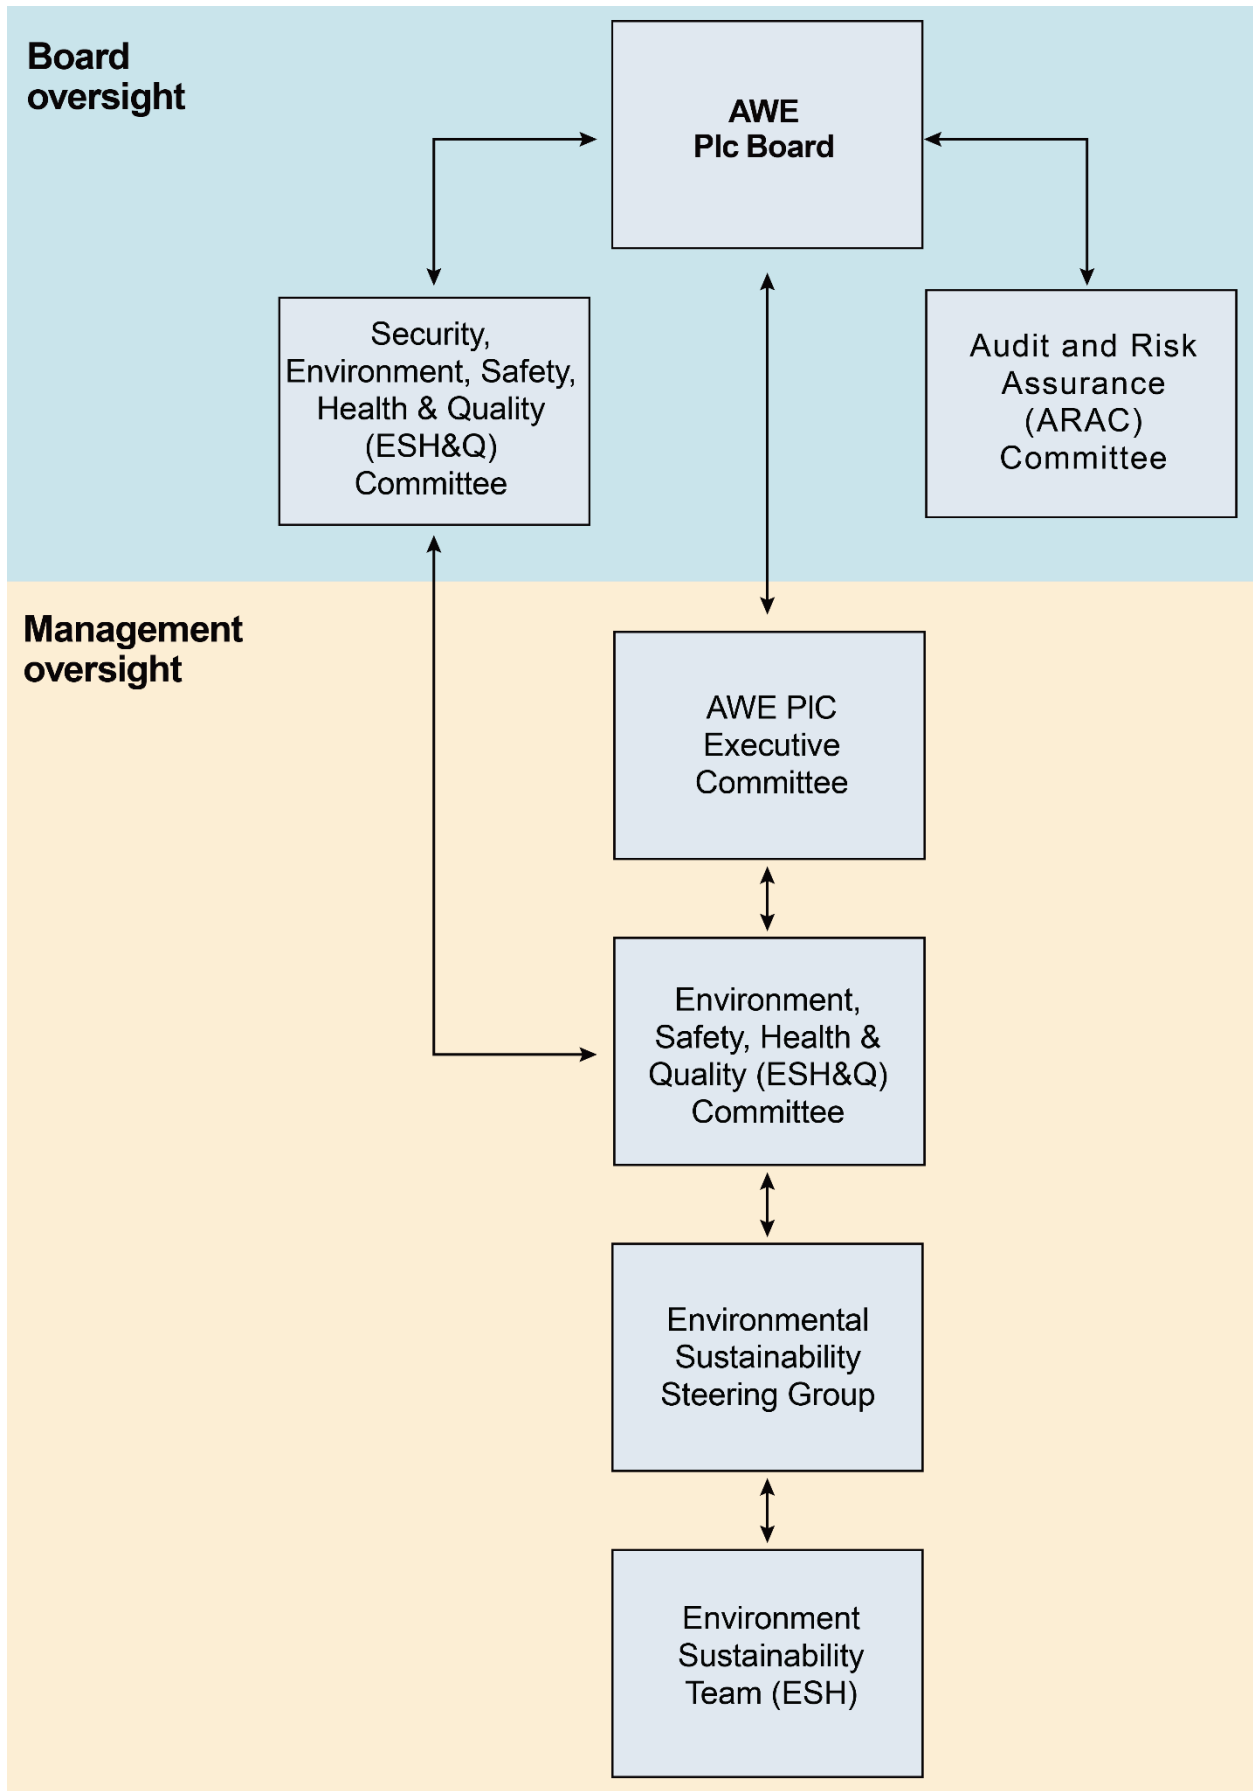 Board
oversight
AWE
Plc Board
Security,
Environment, Safety,
Health & Quality
(ESH&Q)
Committee
Audit and Risk
Assurance
(ARAC)
Committee
Management
oversight
AWE PlC
Executive
Committee
Environment,
Safety, Health &
Quality (ESH&Q)
Committee
Environmental
Sustainability
Steering Group
Environment
Sustainability
Team (ESH)